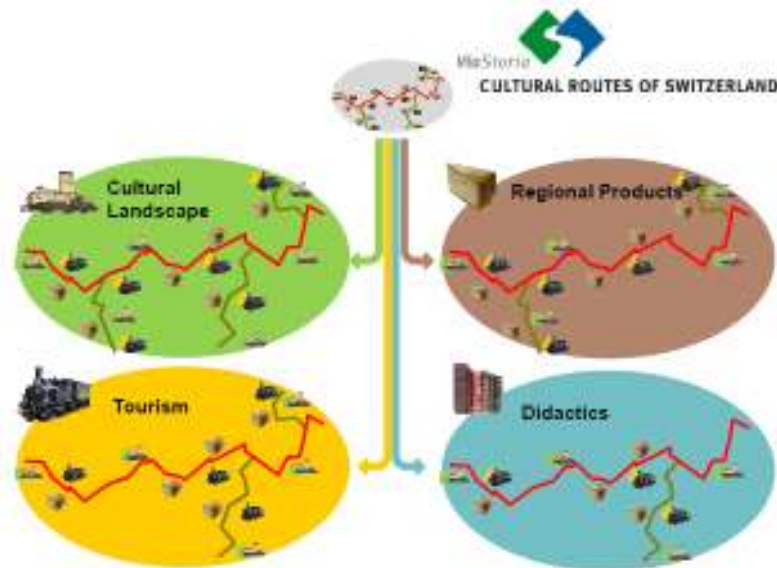 ViaStoria
CULTURAL ROUTES OF SWITZERLAND
Cultural
Landscape
Regional Products
Tourism
Didactics